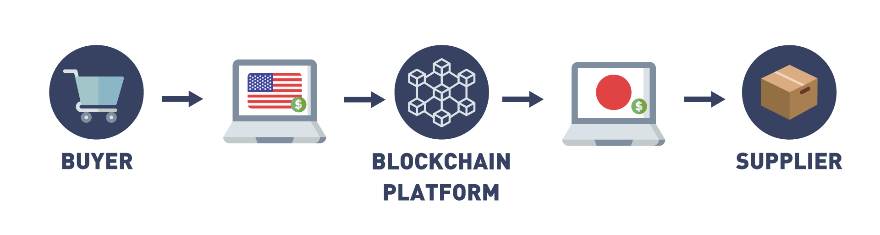 $
$
BUYER
BLOCKCHAIN
PLATFORM
SUPPLIER